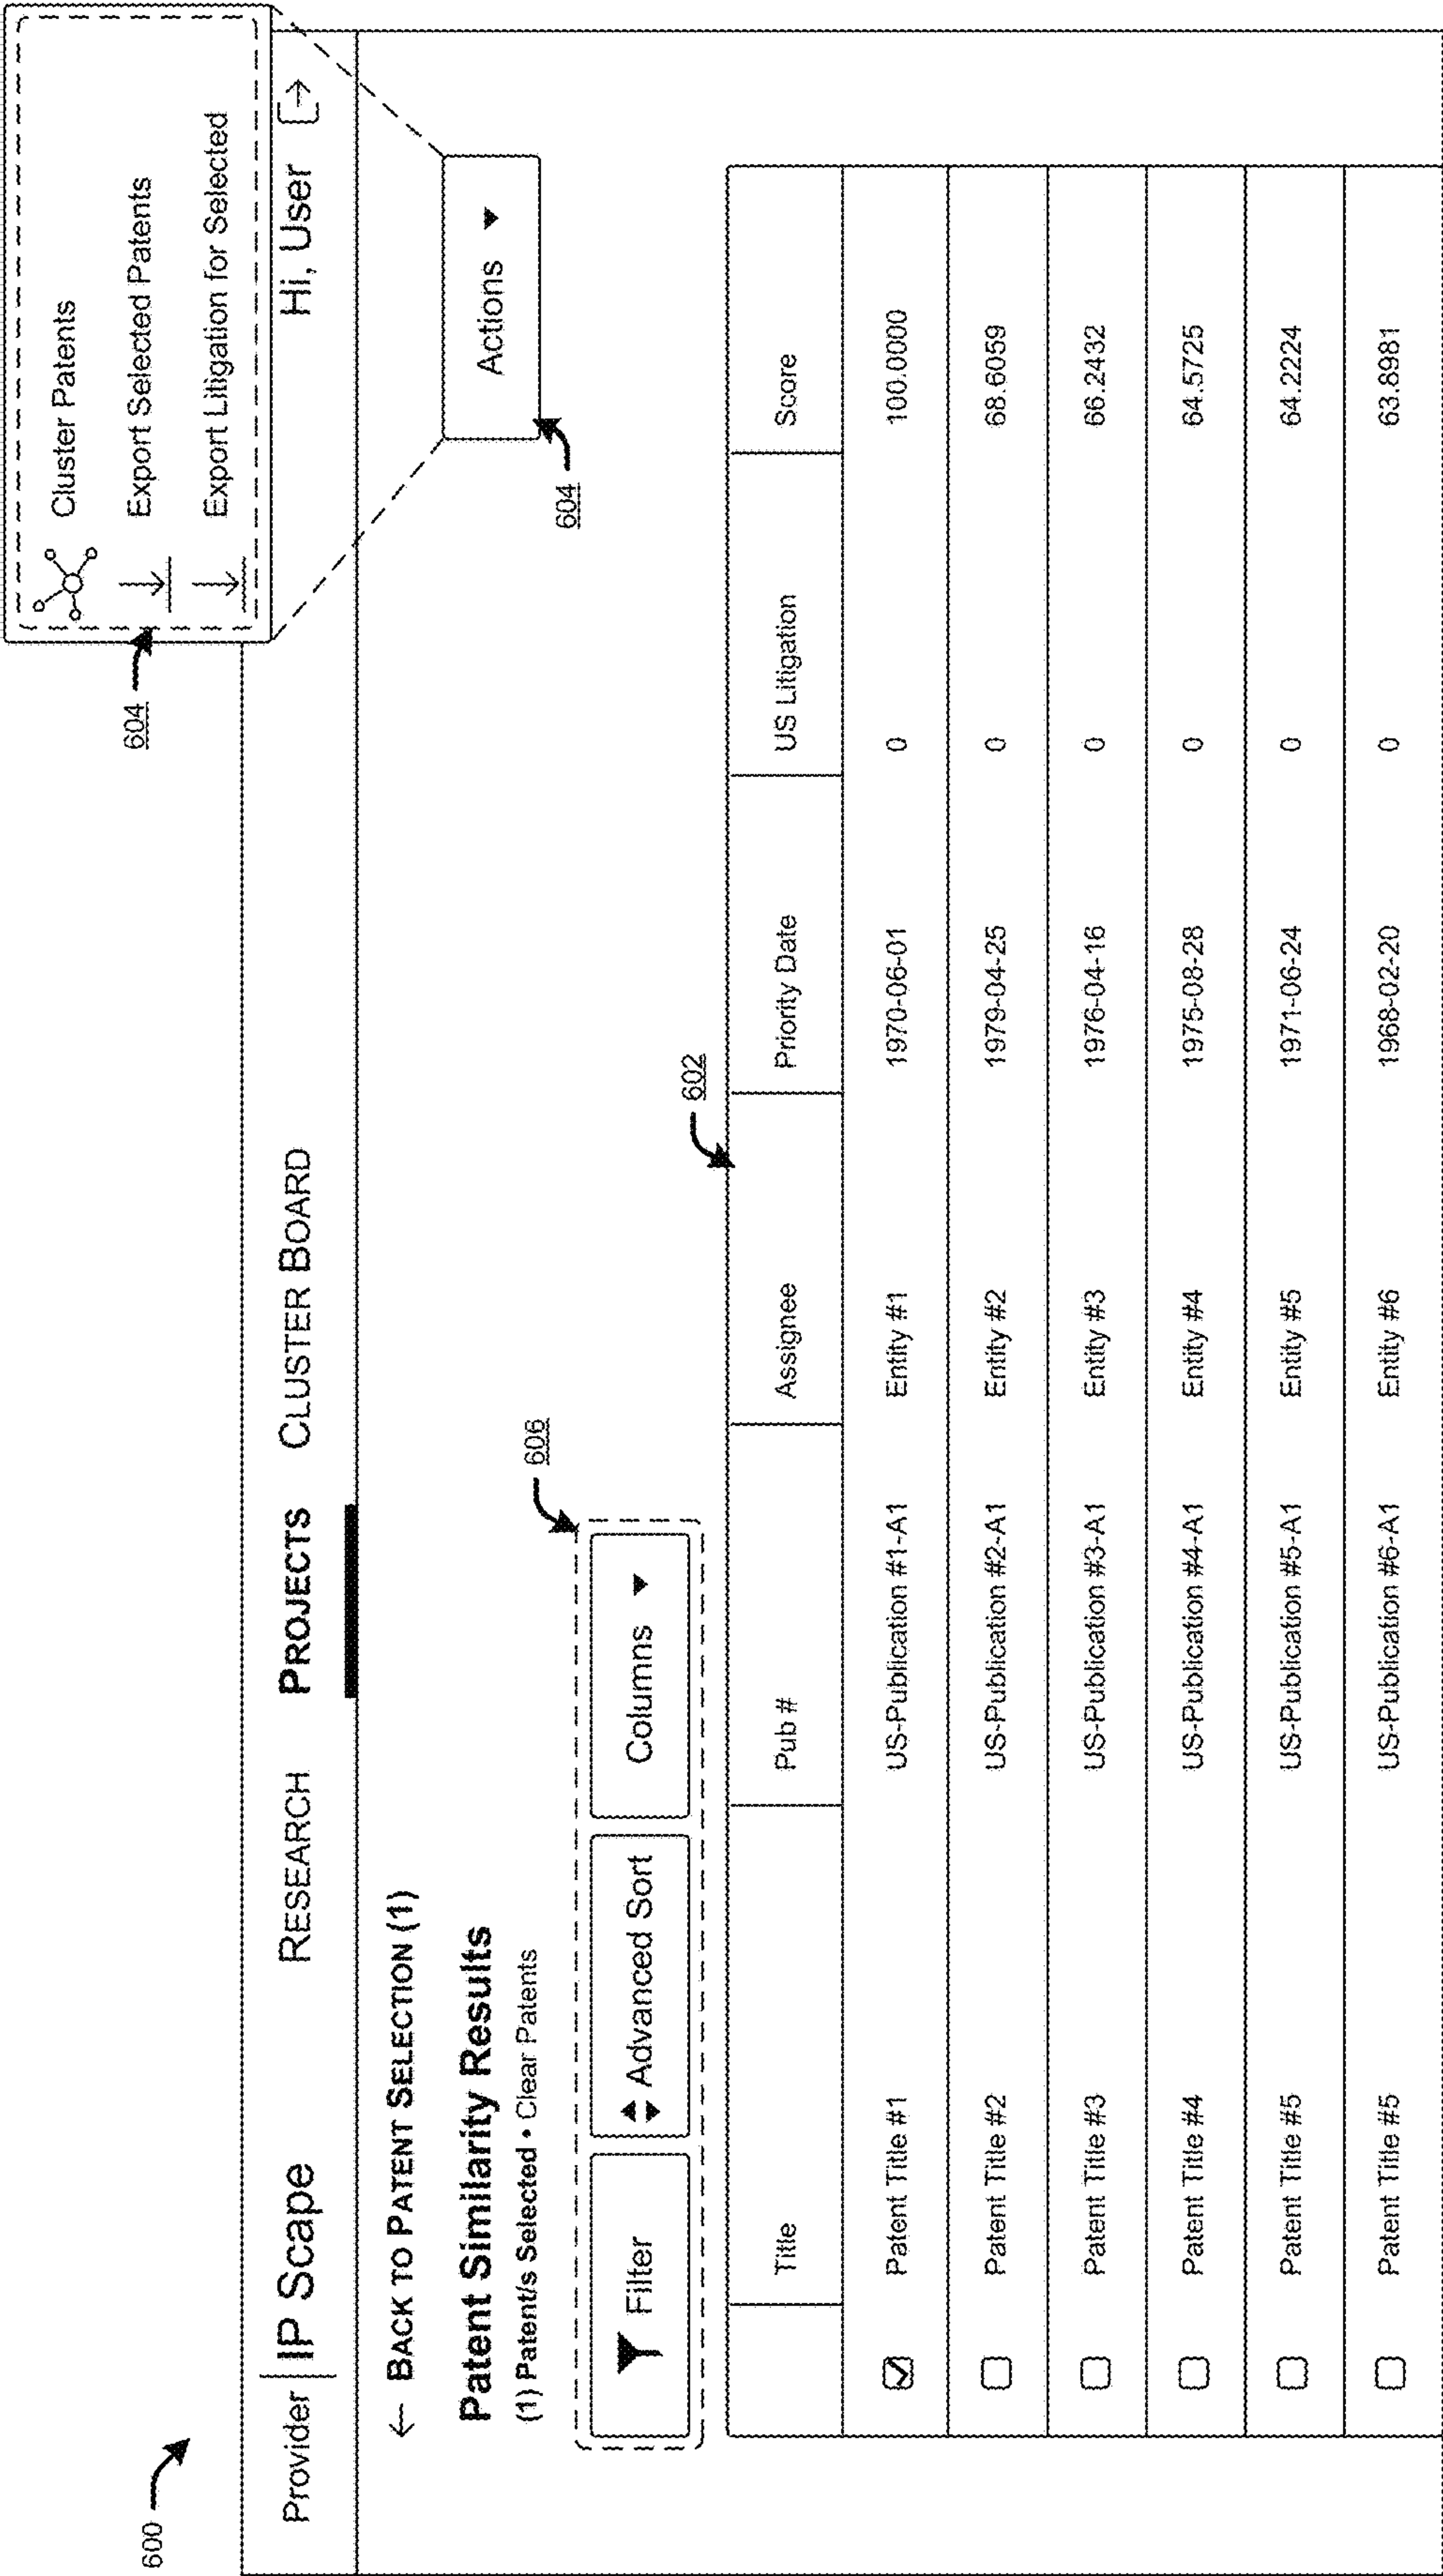 600
604
Cluster Patents
Export Selected Patents
Export Litigation for Selected
Provider | IP Scape RESEARCH PROJECTS CLUSTER BOARD Hi, User
← BACK TO PATENT SELECTION (1)
Patent Similarity Results
(1) Patent/s Selected • Clear Patents
Actions ▼
604
606
Filter Advanced Sort Columns ▼
602
Title Pub # Assignee Priority Date US Litigation Score
Patent Title #1 US-Publication #1-A1 Entity #1 1970-06-01 0 100.0000
Patent Title #2 US-Publication #2-A1 Entity #2 1979-04-25 0 68.6059
Patent Title #3 US-Publication #3-A1 Entity #3 1976-04-16 0 66.2432
Patent Title #4 US-Publication #4-A1 Entity #4 1975-08-28 0 64.5725
Patent Title #5 US-Publication #5-A1 Entity #5 1971-06-24 0 64.2224
Patent Title #5 US-Publication #6-A1 Entity #6 1968-02-20 0 63.8981